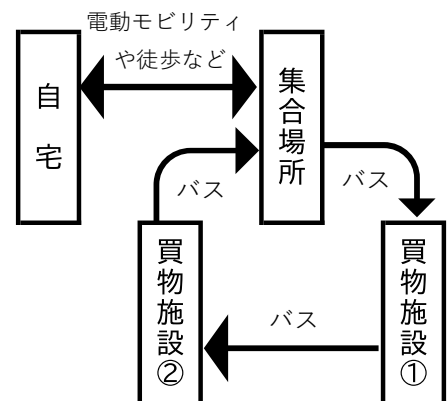 電動モビリティ
や徒歩など
自宅
集合場所
バス
バス
買物施設②
バス
買物施設①